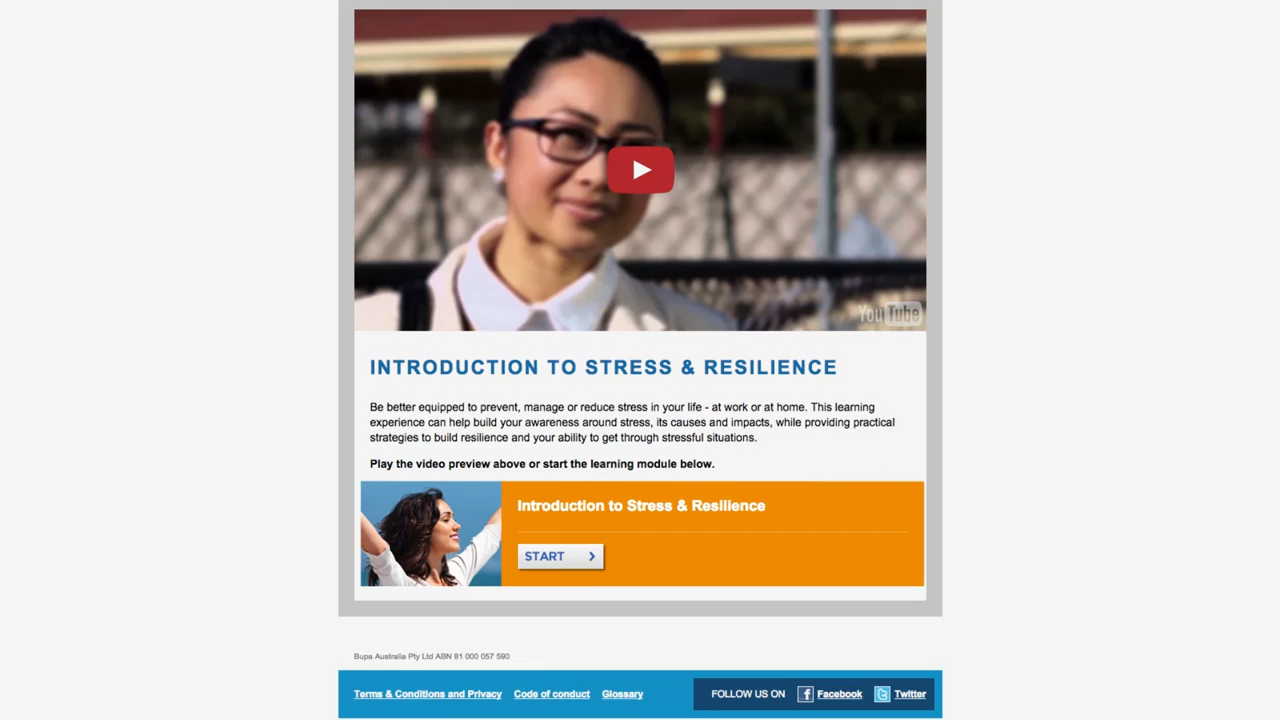 YouTube
INTRODUCTION TO STRESS & RESILIENCE
Be better equipped to prevent, manage or reduce stress in your life - at work or at home. This learning
experience can help build your awareness around stress, its causes and impacts, while providing practical
strategies to build resilience and your ability to get through stressful situations.
Play the video preview above or start the learning module below.
Introduction to Stress & Resilience
START
Bupa Australia Pty Ltd ABN 81 000 057 590
Terms & Conditions and Privacy Code of conduct Glossary FOLLOW US ON f Facebook t Twitter